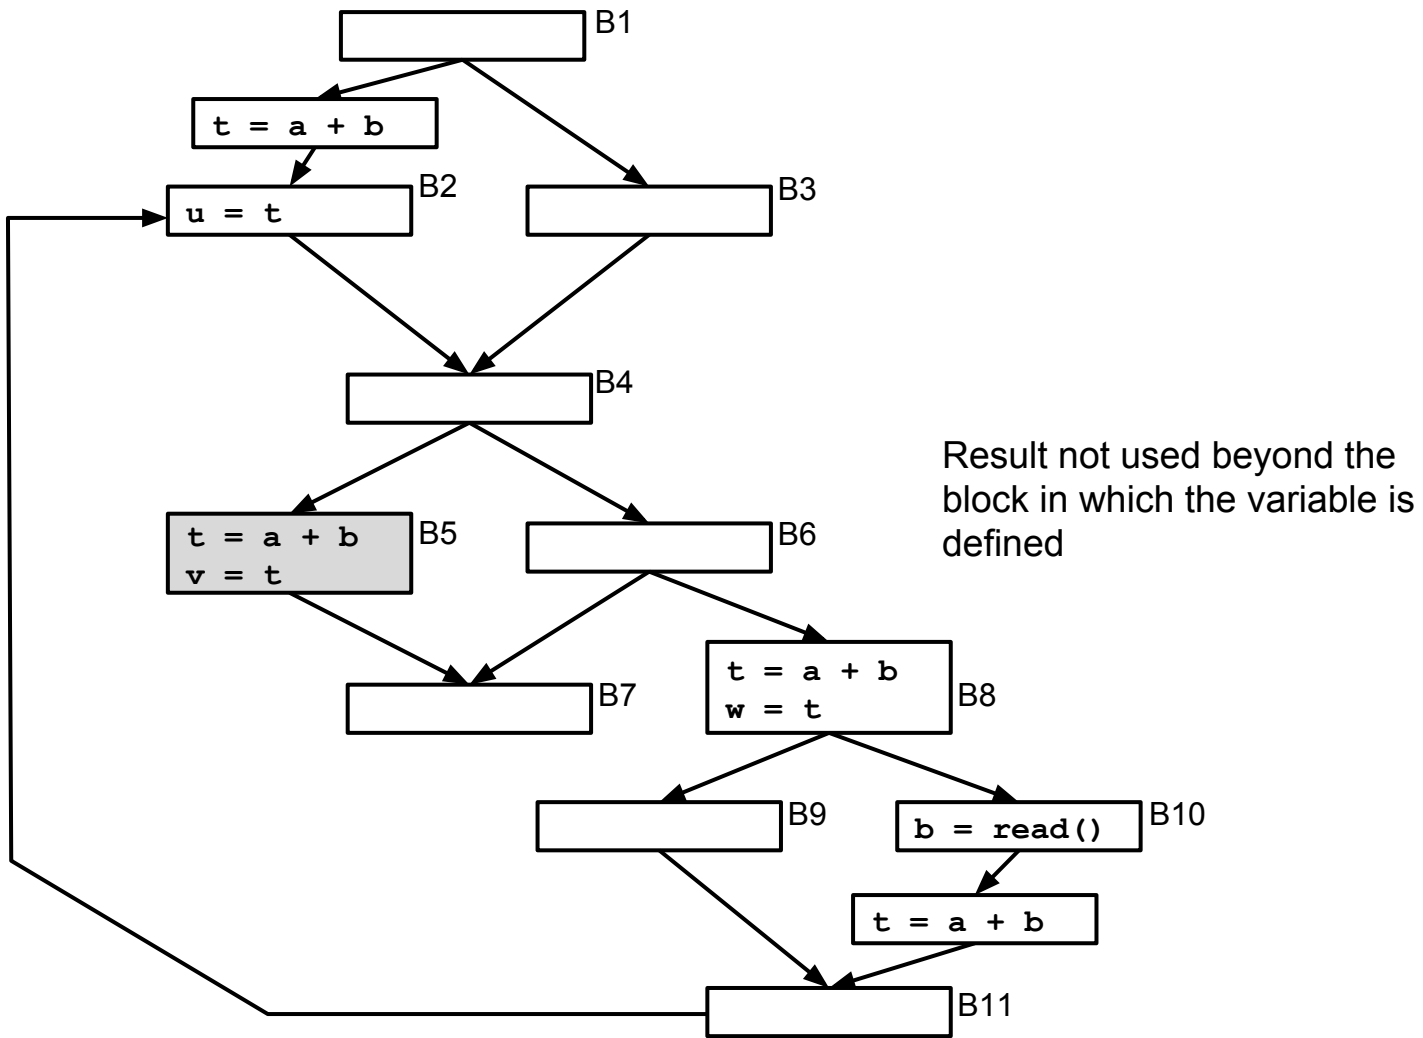 B1
t = a + b
B2
u = t
B3
B4
Result not used beyond the
block in which the variable is
defined
t = a + b
v = t
B5
B6
t = a + b
w = t
B8
B7
B9
b = read()
B10
t = a + b
B11